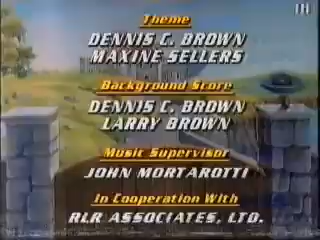 Theme
DENNIS C. BROWN
MAXINE SELLERS
Background Score
DENNIS C. BROWN
LARRY BROWN
Music Supervisor
JOHN MORTAROTTI
In Cooperation With
RLR ASSOCIATES, LTD.